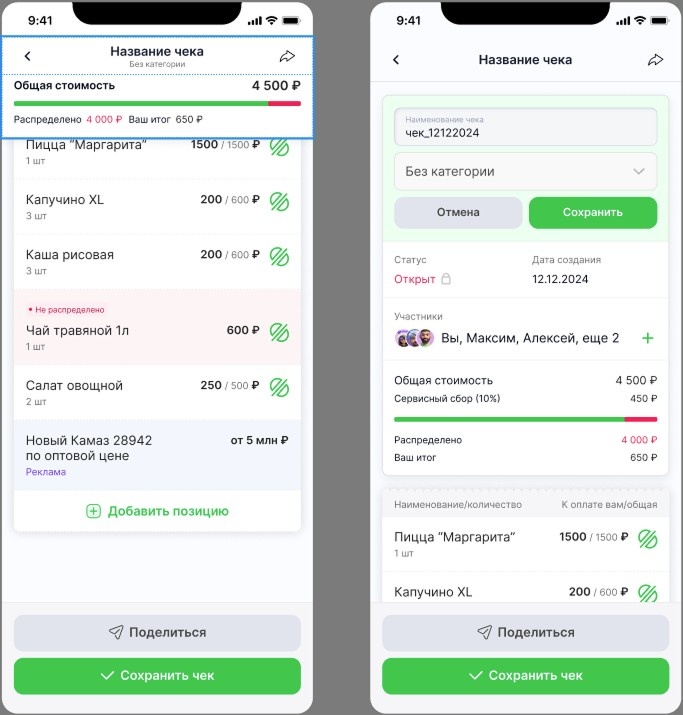 9:41
Название чека
Без категории
Общая стоимость 4 500 ₽
Распределено 4 000 ₽ Ваш итог 650 ₽
Пицца “Маргарита” 1500 / 1500 ₽
1 шт
Капучино XL 200 / 600 ₽
3 шт
Каша рисовая 200 / 600 ₽
3 шт
• Не распределено
Чай травяной 1л 600 ₽
1 шт
Салат овощной 250 / 500 ₽
2 шт
Новый Камаз 28942 от 5 млн ₽
по оптовой цене
Реклама
Добавить позицию
Поделиться
Сохранить чек
9:41
Название чека
Наименование чека
чек_12122024
Без категории
Отмена Сохранить
Статус Дата создания
Открыт 12.12.2024
Участники
Вы, Максим, Алексей, еще 2
Общая стоимость 4 500 ₽
Сервисный сбор (10%) 450 ₽
Распределено 4 000 ₽
Ваш итог 650 ₽
Наименование/количество К оплате вам/общая
Пицца “Маргарита” 1500 / 1500 ₽
1 шт
Капучино XL 200 / 600 ₽
Поделиться
Сохранить чек